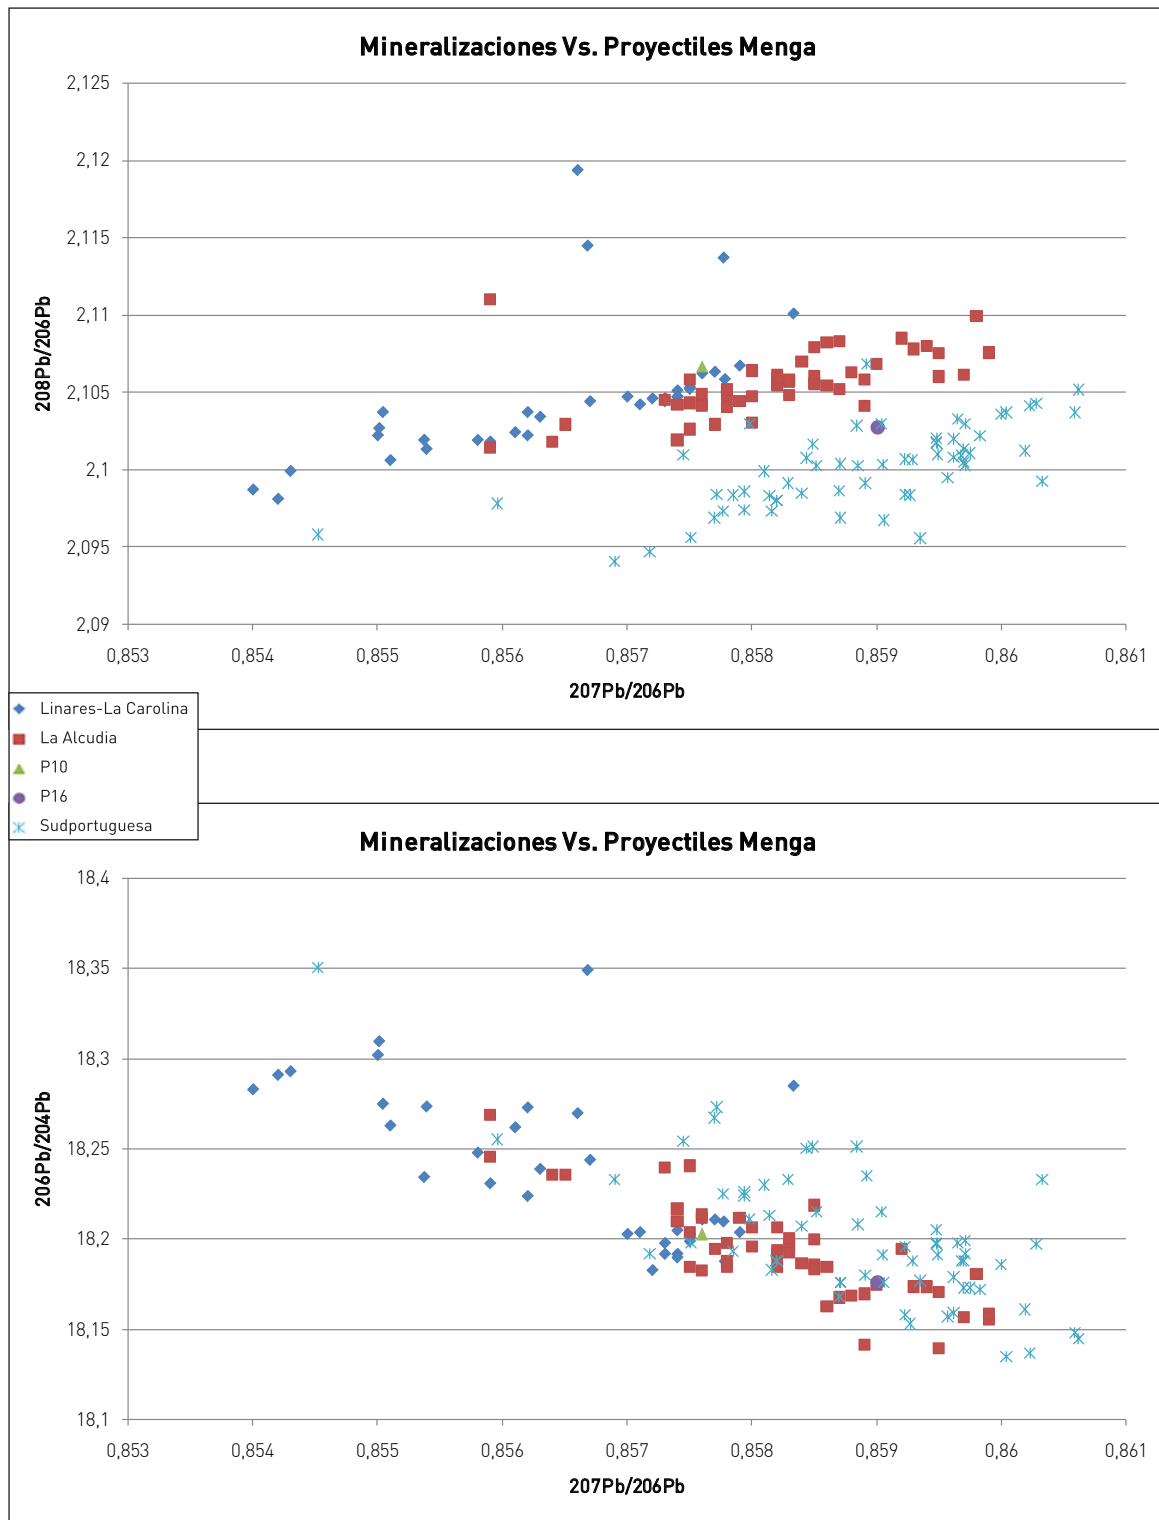 Mineralizaciones Vs. Proyectiles Menga
2,125
2,12
2,115
2,11
2,105
2,1
2,095
2,09
208Pb/206Pb
0,853 0,854 0,855 0,856 0,857 0,858 0,859 0,86 0,861
207Pb/206Pb
Linares-La Carolina
La Alcudia
P10
P16
Sudportuguesa
Mineralizaciones Vs. Proyectiles Menga
18,4
18,35
18,3
18,25
18,2
18,15
18,1
206Pb/204Pb
0,853 0,854 0,855 0,856 0,857 0,858 0,859 0,86 0,861
207Pb/206Pb